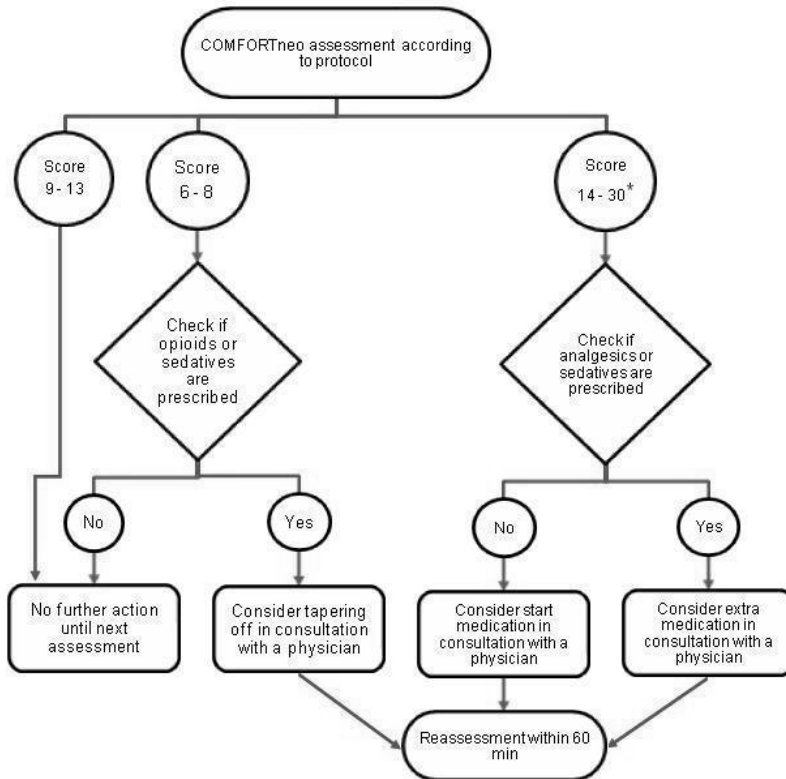 COMFORTneo assessment according
to protocol
Score
9 - 13
Score
6 - 8
Score
14 - 30*
Check if
opioids or
sedatives
are
prescribed
Check if
analgesics or
sedatives are
prescribed
No
Yes
No
Yes
No further action
until next
assessment
Consider tapering
off in consultation
with a physician
Consider start
medication in
consultation with a
physician
Consider extra
medication in
consultation with a
physician
Reassessment within 60
min